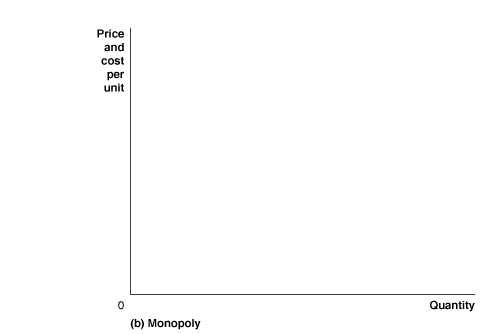 Price
and
cost
per
unit
0
Quantity
(b) Monopoly